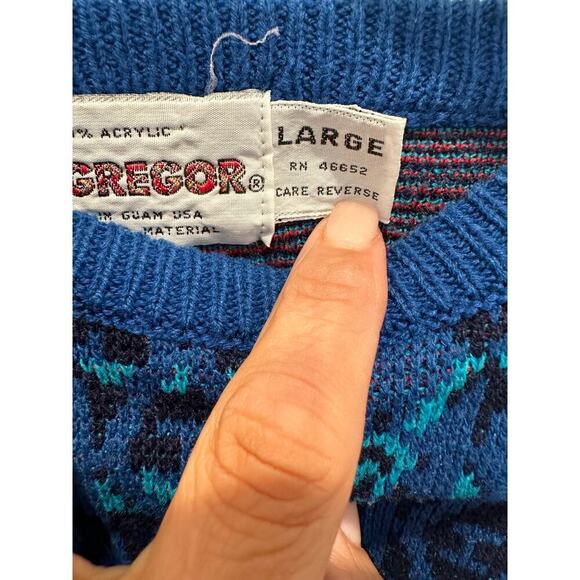 % ACRYLIC
GREGOR®
IN GUAM USA
MATERIAL
LARGE
RN 46652
CARE REVERSE